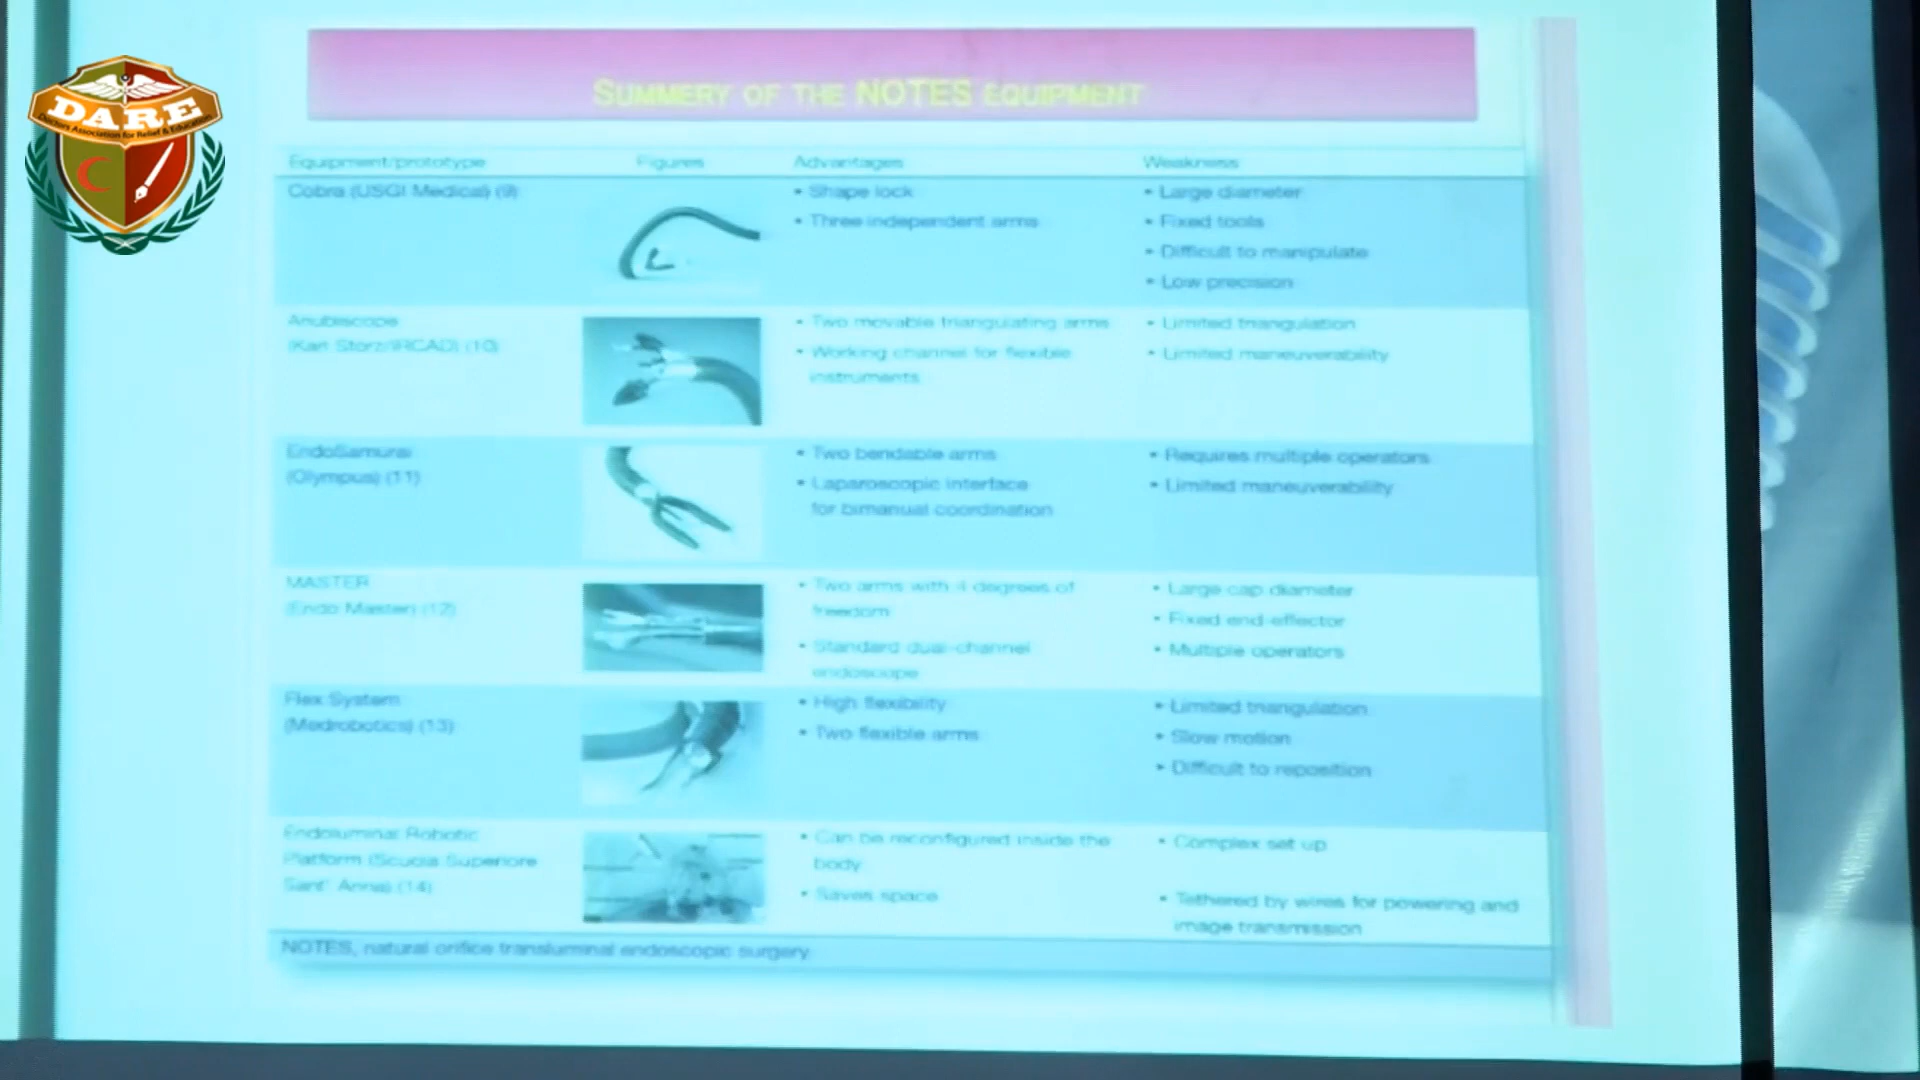 DARE
Doctors Association for Relief & Education
SUMMERY OF THE NOTES EQUIPMENT
Equipment/prototype Figures Advantages Weakness
Cobra (USGI Medical) (9) • Shape lock • Large diameter
• Three independent arms • Fixed tools
• Difficult to manipulate
• Low precision
Anubiscope • Two movable triangulating arms • Limited triangulation
(Karl Storz/IRCAD) (10) • Working channel for flexible • Limited maneuverability
instruments
EndoSamurai • Two bendable arms • Requires multiple operators
(Olympus) (11) • Laparoscopic interface • Limited maneuverability
for bimanual coordination
MASTER • Two arms with 4 degrees of • Large cap diameter
(Endo Master) (12) freedom • Fixed end-effector
• Standard dual-channel • Multiple operators
endoscope
Flex System • High flexibility • Limited triangulation
(Medrobotics) (13) • Two flexible arms • Slow motion
• Difficult to reposition
Endoluminal Robotic • Can be reconfigured inside the • Complex set up
Platform (Scuola Superiore body
Sant' Anna) (14) • Saves space • Tethered by wires for powering and
image transmission
NOTES, natural orifice transluminal endoscopic surgery